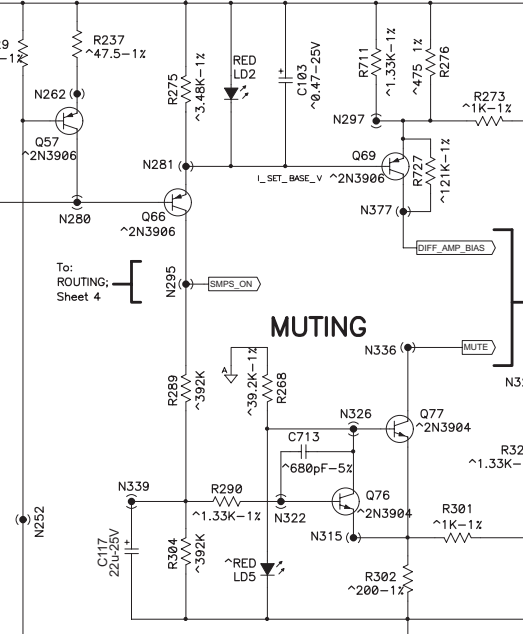 R237
^47.5-1%
-1%
N262
Q57
^2N3906
N280
R275
^3.48K-1%
RED
LD2
C103
^0.47-25V
R711
^1.33K-1%
^475 1%
R276
R273
^1K-1%
N297
N281
I_SET_BASE_V
Q69
^2N3906
R727
^121K-1%
N377
Q66
^2N3906
DIFF_AMP_BIAS
To:
ROUTING;
Sheet 4
N295
SMPS_ON
MUTING
N336
MUTE
A
^39.2K-1%
R268
R289
^392K
N326
Q77
^2N3904
C713
^680pF-5%
N339
R290
^1.33K-1%
N322
Q76
^2N3904
^1.33K-
R301
^1K-1%
N315
N252
C117
22u-25V
R304
^392K
^RED
LD5
R302
^200-1%